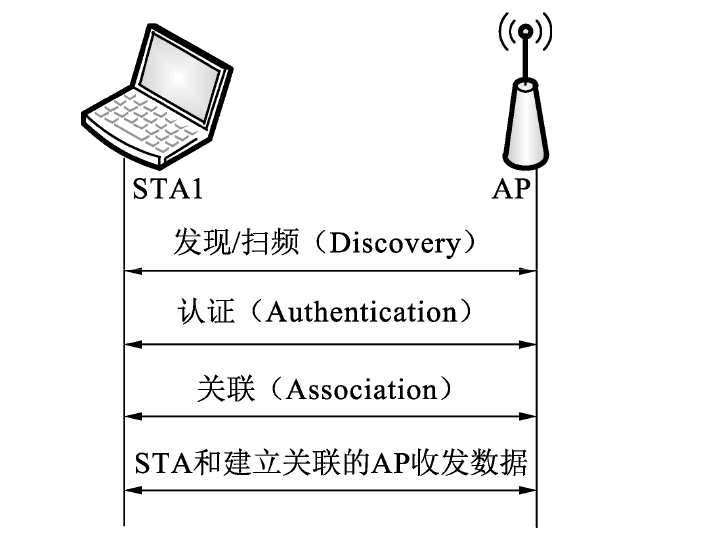 STA1
AP
发现/扫频（Discovery）
认证（Authentication）
关联（Association）
STA和建立关联的AP收发数据